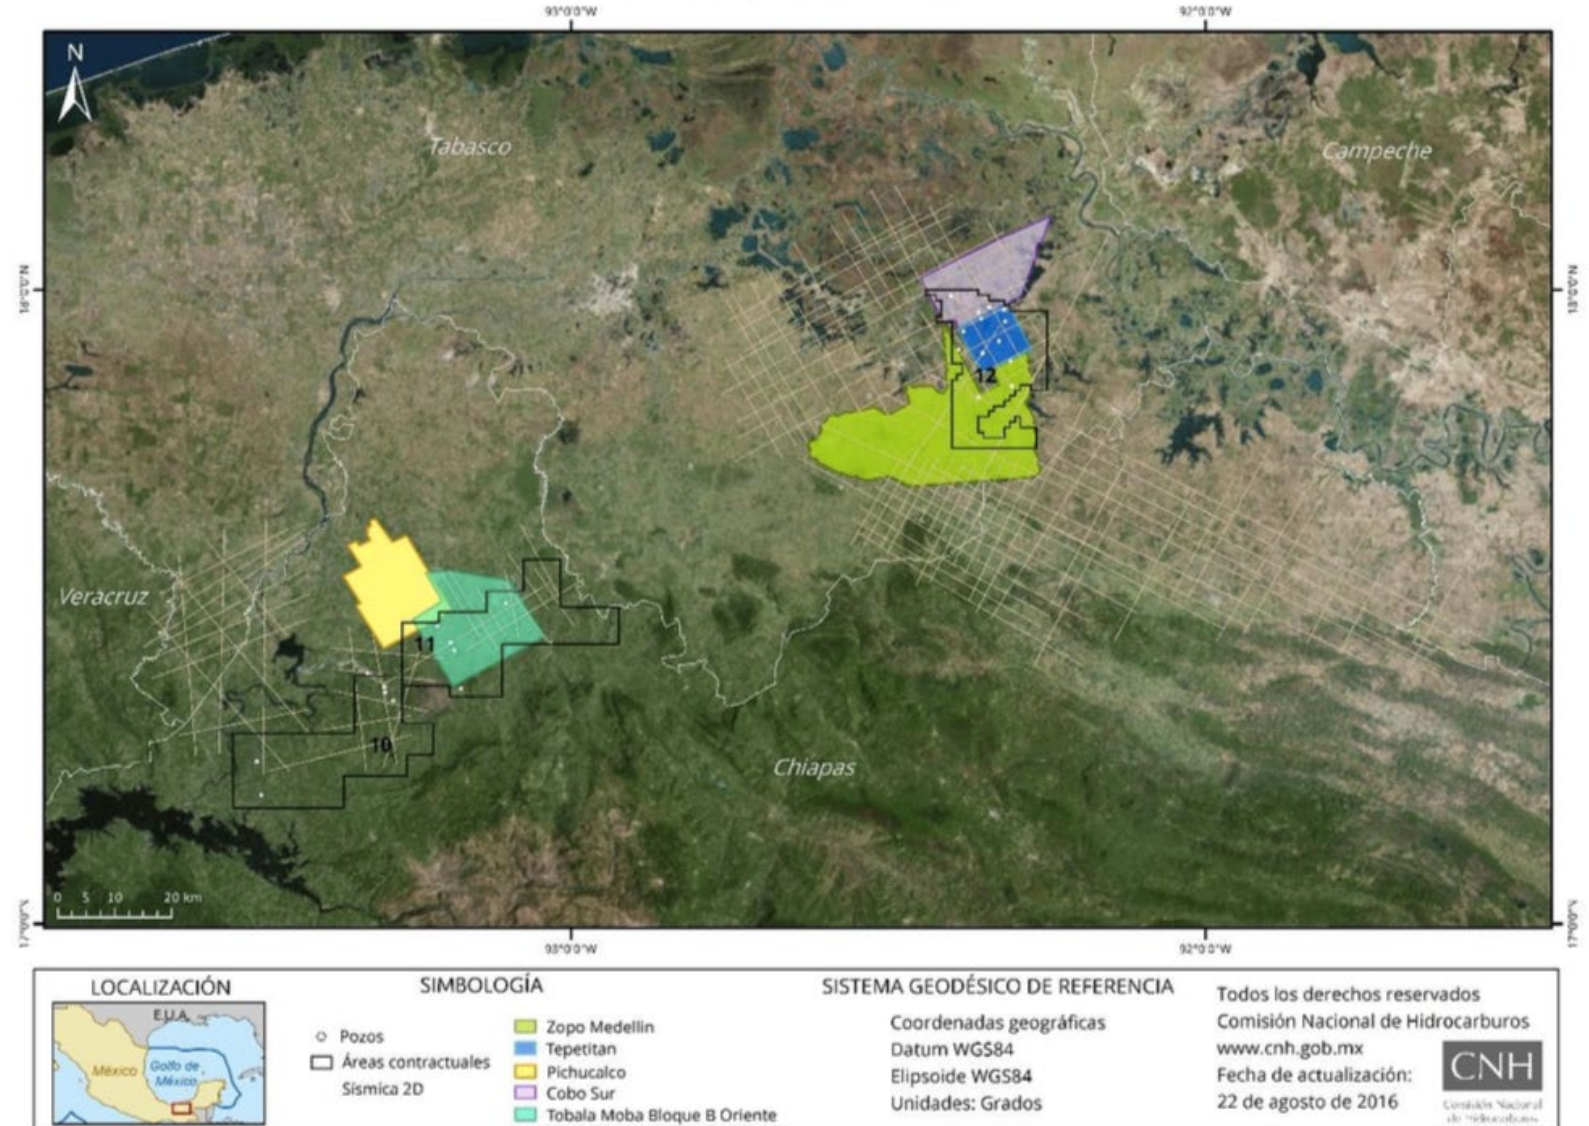 93°0'0"W 92°0'0"W
N
Tabasco
Campeche
18°0'0"N 18°0'0"N
12
Veracruz
11
10
Chiapas
0 5 10 20 km
17°0'0"N 17°0'0"N
93°0'0"W 92°0'0"W
LOCALIZACIÓN
E.U.A.
México
Golfo de
México
SIMBOLOGÍA
Pozos
Áreas contractuales
Sísmica 2D
Zopo Medellin
Tepetitan
Pichucalco
Cobo Sur
Tobala Moba Bloque B Oriente
SISTEMA GEODÉSICO DE REFERENCIA
Coordenadas geográficas
Datum WGS84
Elipsoide WGS84
Unidades: Grados
Todos los derechos reservados
Comisión Nacional de Hidrocarburos
www.cnh.gob.mx
Fecha de actualización:
22 de agosto de 2016
CNH
Comisión Nacional
de Hidrocarburos